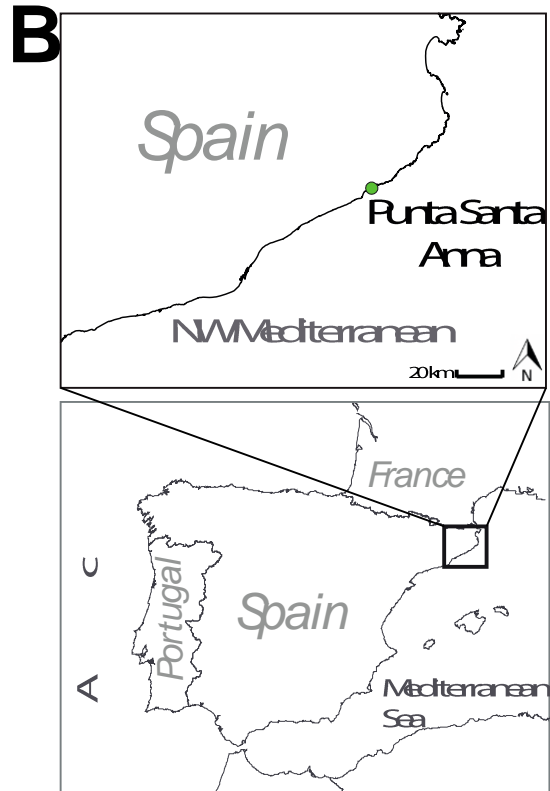 B
Spain
Punta Santa
Anna
NW Mediterranean
20 km
N
France
C
Portugal
Spain
A
Mediterranean
Sea